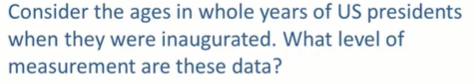 Consider the ages in whole years of US presidents
when they were inaugurated. What level of
measurement are these data?